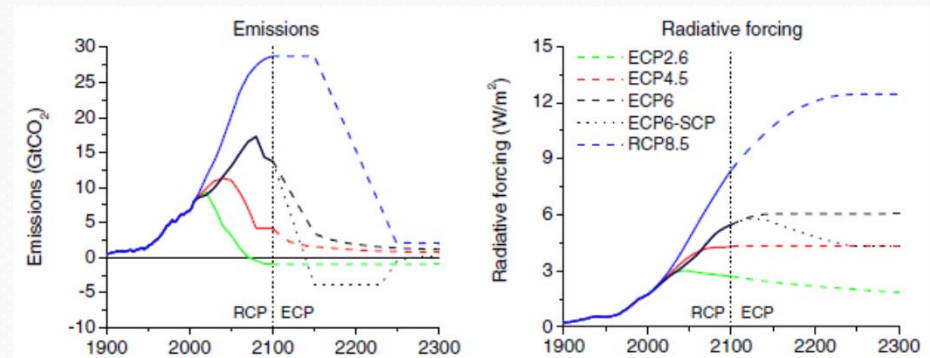 Emissions
30
25
20
15
10
5
0
-5
-10
Emissions (GtCO₂)
RCP
ECP
1900 2000 2100 2200 2300
Radiative forcing
15
12
9
6
3
0
Radiative forcing (W/m²)
ECP2.6
ECP4.5
ECP6
ECP6-SCP
RCP8.5
RCP
ECP
1900 2000 2100 2200 2300